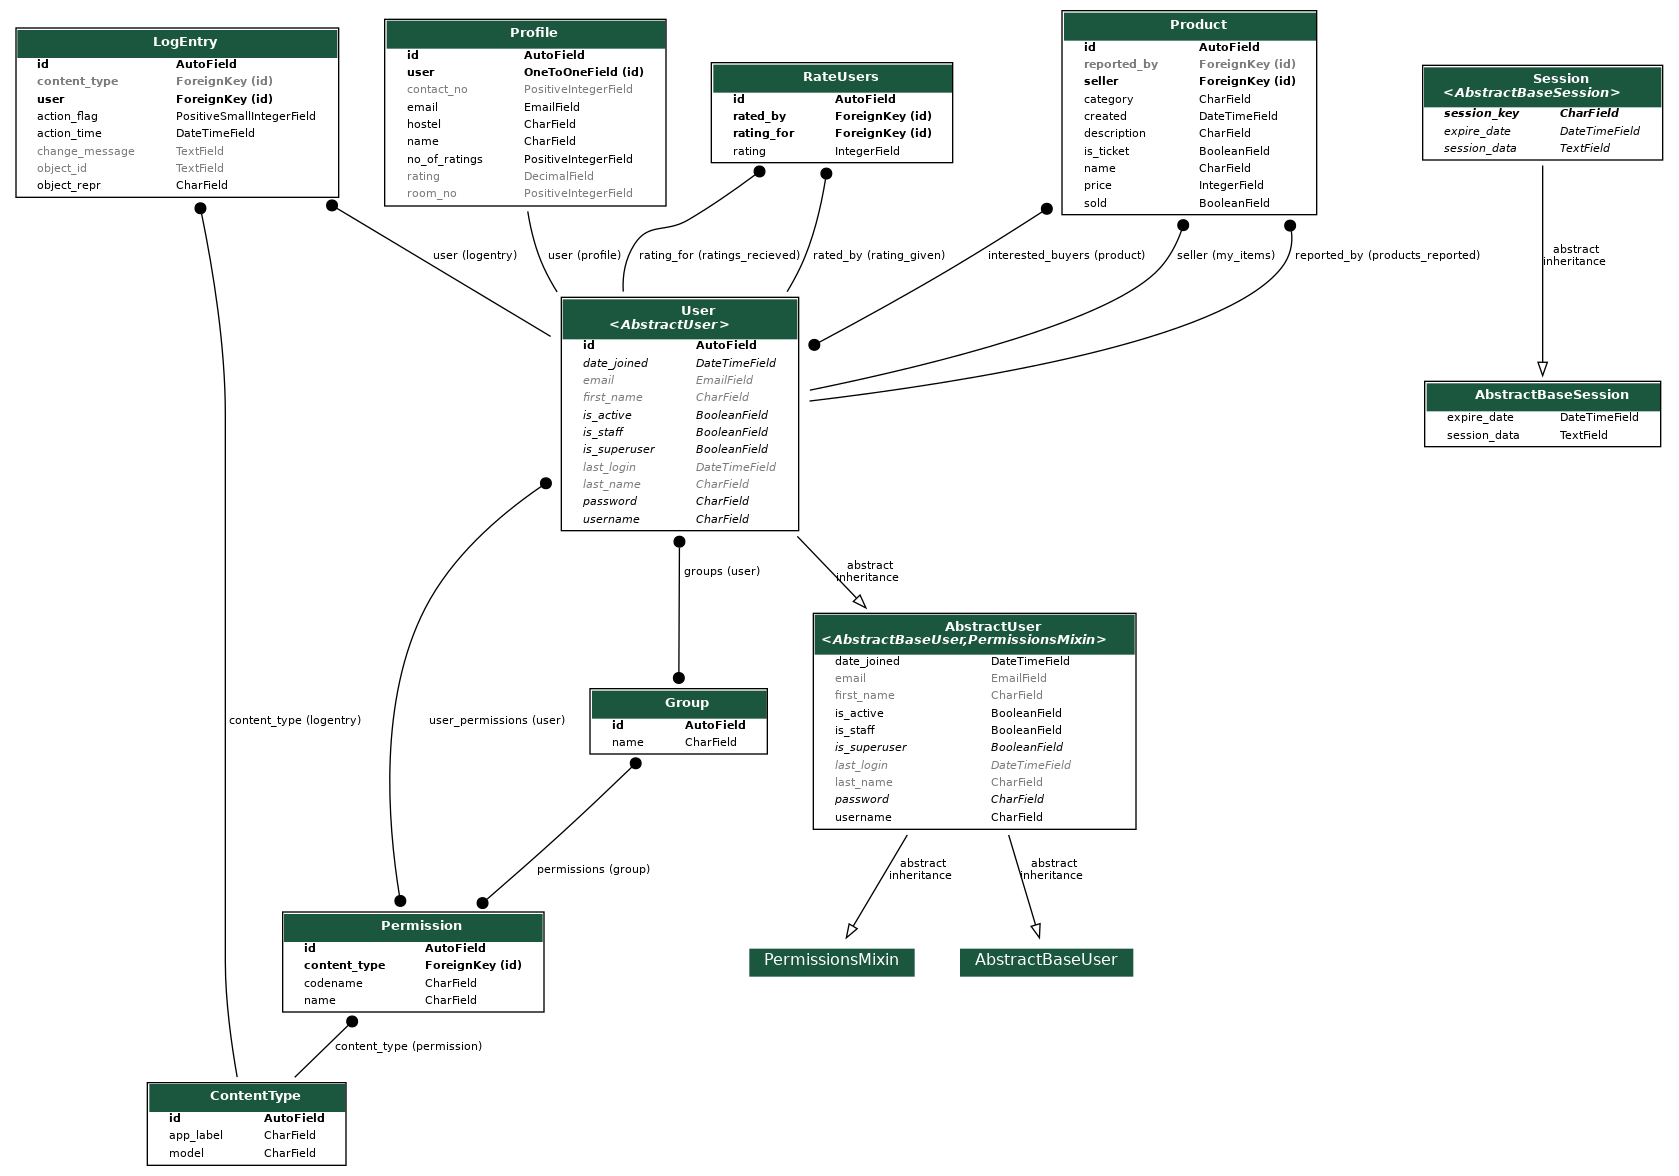 LogEntry
id AutoField
content_type ForeignKey (id)
user ForeignKey (id)
action_flag PositiveSmallIntegerField
action_time DateTimeField
change_message TextField
object_id TextField
object_repr CharField
Profile
id AutoField
user OneToOneField (id)
contact_no PositiveIntegerField
email EmailField
hostel CharField
name CharField
no_of_ratings PositiveIntegerField
rating DecimalField
room_no PositiveIntegerField
RateUsers
id AutoField
rated_by ForeignKey (id)
rating_for ForeignKey (id)
rating IntegerField
Product
id AutoField
reported_by ForeignKey (id)
seller ForeignKey (id)
category CharField
created DateTimeField
description CharField
is_ticket BooleanField
name CharField
price IntegerField
sold BooleanField
Session
<AbstractBaseSession>
session_key CharField
expire_date DateTimeField
session_data TextField
user (logentry)
user (profile)
rating_for (ratings_recieved)
rated_by (rating_given)
interested_buyers (product)
seller (my_items)
reported_by (products_reported)
abstract
inheritance
User
<AbstractUser>
id AutoField
date_joined DateTimeField
email EmailField
first_name CharField
is_active BooleanField
is_staff BooleanField
is_superuser BooleanField
last_login DateTimeField
last_name CharField
password CharField
username CharField
AbstractBaseSession
expire_date DateTimeField
session_data TextField
groups (user)
abstract
inheritance
AbstractUser
<AbstractBaseUser,PermissionsMixin>
date_joined DateTimeField
email EmailField
first_name CharField
is_active BooleanField
is_staff BooleanField
is_superuser BooleanField
last_login DateTimeField
last_name CharField
password CharField
username CharField
content_type (logentry)
user_permissions (user)
Group
id AutoField
name CharField
permissions (group)
abstract
inheritance
abstract
inheritance
Permission
id AutoField
content_type ForeignKey (id)
codename CharField
name CharField
PermissionsMixin
AbstractBaseUser
content_type (permission)
ContentType
id AutoField
app_label CharField
model CharField